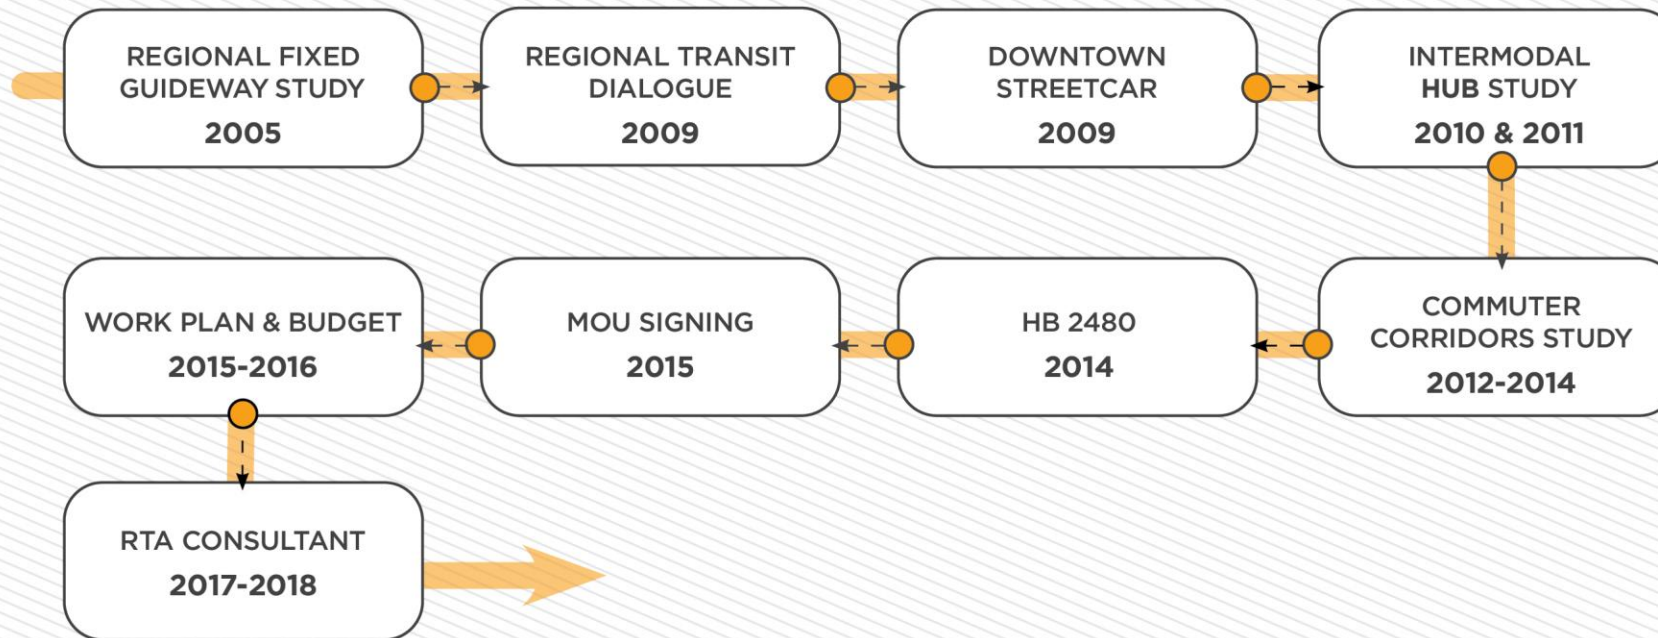 REGIONAL FIXED
GUIDEWAY STUDY
2005
REGIONAL TRANSIT
DIALOGUE
2009
DOWNTOWN
STREETCAR
2009
INTERMODAL
HUB STUDY
2010 & 2011
COMMUTER
CORRIDORS STUDY
2012-2014
HB 2480
2014
MOU SIGNING
2015
WORK PLAN & BUDGET
2015-2016
RTA CONSULTANT
2017-2018